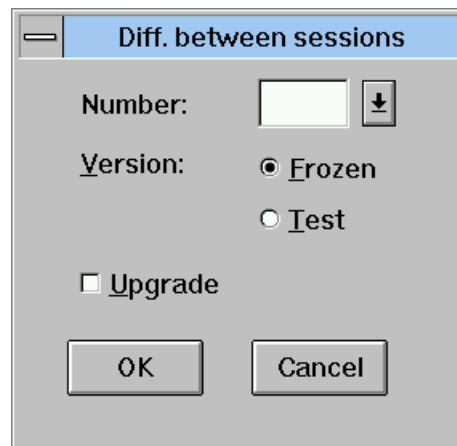 Diff. between sessions
Number:
Version: Frozen
Test
Upgrade
OK Cancel